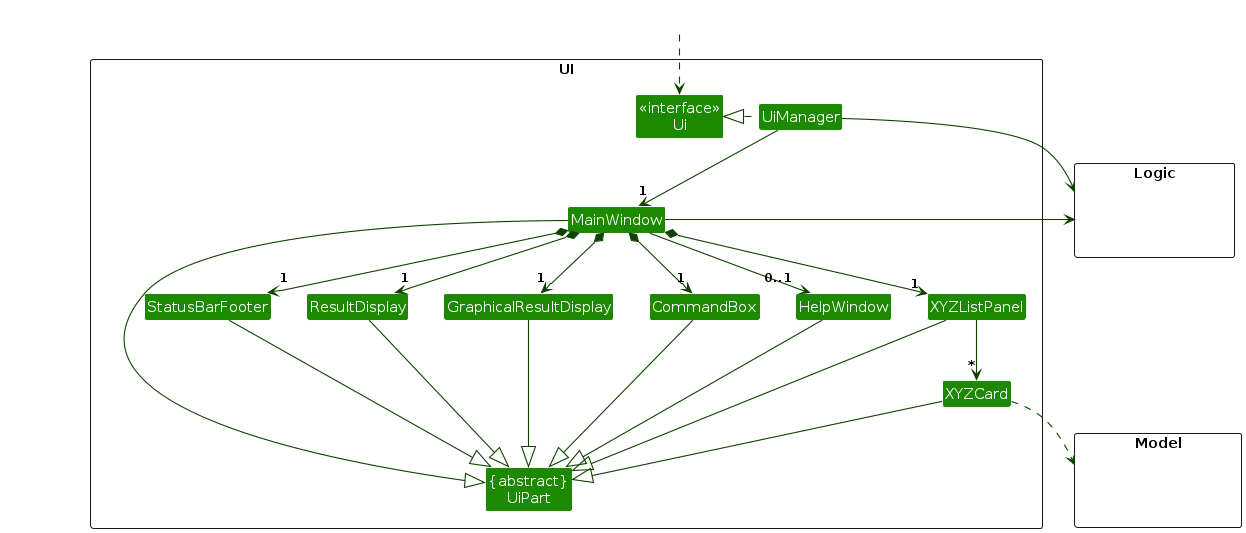 UI
«interface»
Ui
UiManager
Logic
1
MainWindow
1
1
1
1
0..1
1
StatusBarFooter
ResultDisplay
GraphicalResultDisplay
CommandBox
HelpWindow
XYZListPanel
*
XYZCard
Model
{abstract}
UiPart